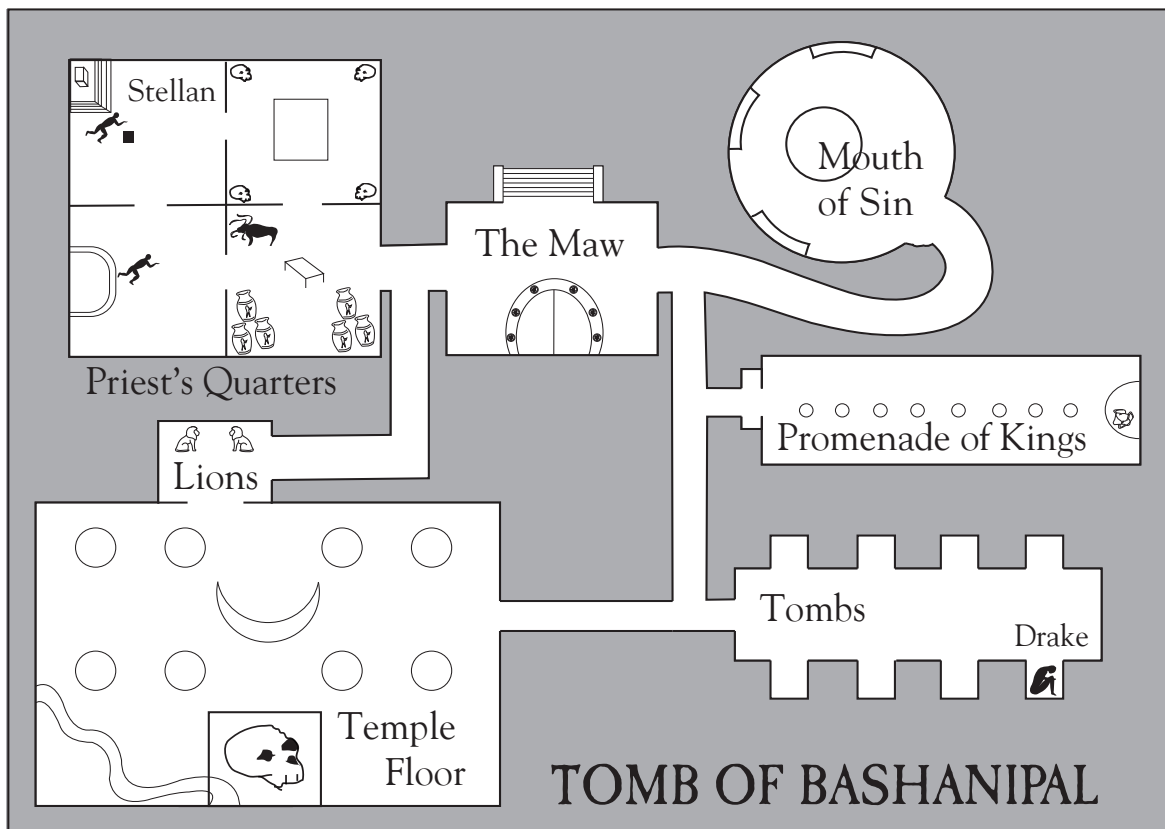 Stellan
Mouth
of Sin
The Maw
Priest's Quarters
Promenade of Kings
Lions
Tombs
Drake
Temple
Floor
TOMB OF BASHANIPAL